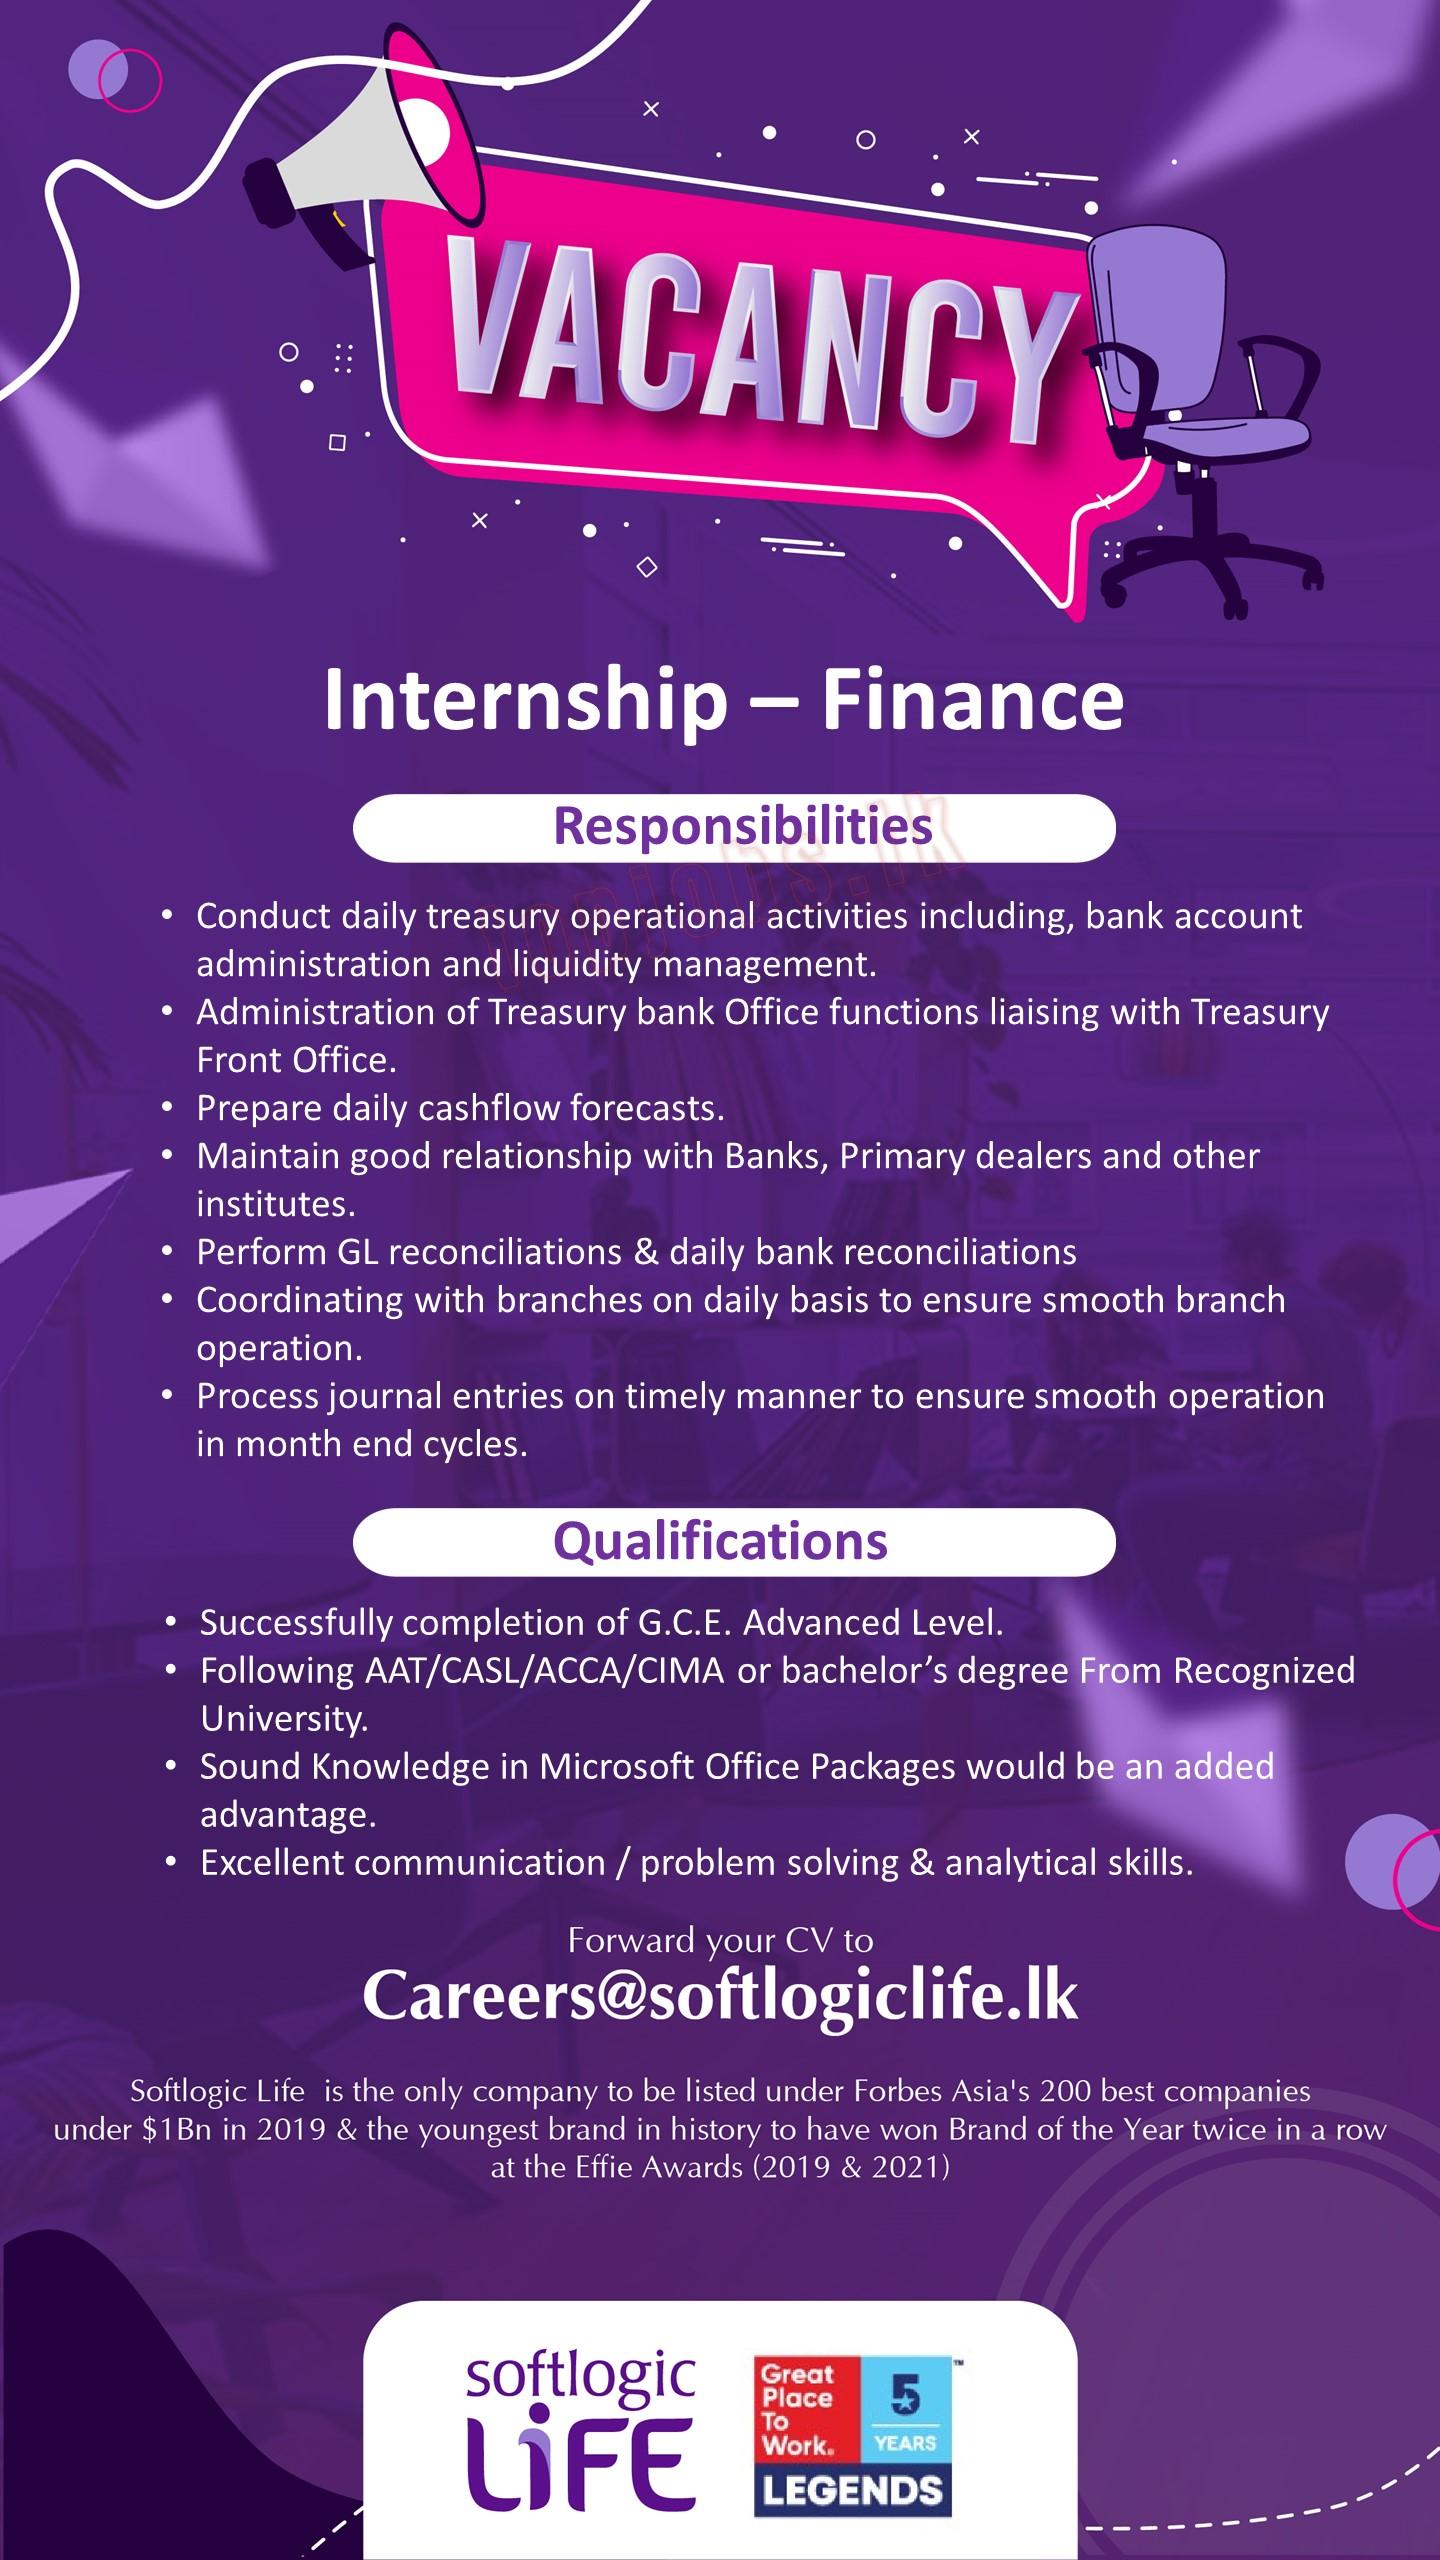 VACANCY
Internship – Finance
Responsibilities
topjobs.lk
• Conduct daily treasury operational activities including, bank account
administration and liquidity management.
• Administration of Treasury bank Office functions liaising with Treasury
Front Office.
• Prepare daily cashflow forecasts.
• Maintain good relationship with Banks, Primary dealers and other
institutes.
• Perform GL reconciliations & daily bank reconciliations
• Coordinating with branches on daily basis to ensure smooth branch
operation.
• Process journal entries on timely manner to ensure smooth operation
in month end cycles.
Qualifications
• Successfully completion of G.C.E. Advanced Level.
• Following AAT/CASL/ACCA/CIMA or bachelor’s degree From Recognized
University.
• Sound Knowledge in Microsoft Office Packages would be an added
advantage.
• Excellent communication / problem solving & analytical skills.
Forward your CV to
Careers@softlogiclife.lk
Softlogic Life is the only company to be listed under Forbes Asia's 200 best companies
under $1Bn in 2019 & the youngest brand in history to have won Brand of the Year twice in a row
at the Effie Awards (2019 & 2021)
softlogic
LiFE
Great
Place
To
Work®
5
YEARS
LEGENDS
™